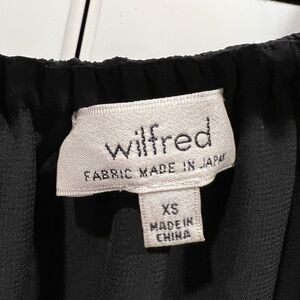 wilfred
FABRIC MADE IN JAPAN
XS
MADE IN
CHINA